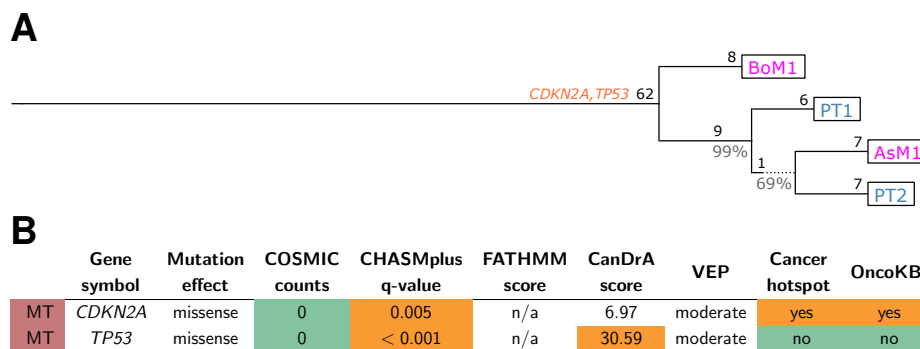 A
8
BoM1
CDKN2A,TP53 62
6
PT1
9
99%
7
AsM1
1
69%
7
PT2
B
Gene symbol Mutation effect COSMIC counts CHASMplus q-value FATHMM score CanDrA score VEP Cancer hotspot OncoKB
MT CDKN2A missense 0 0.005 n/a 6.97 moderate yes yes
MT TP53 missense 0 < 0.001 n/a 30.59 moderate no no